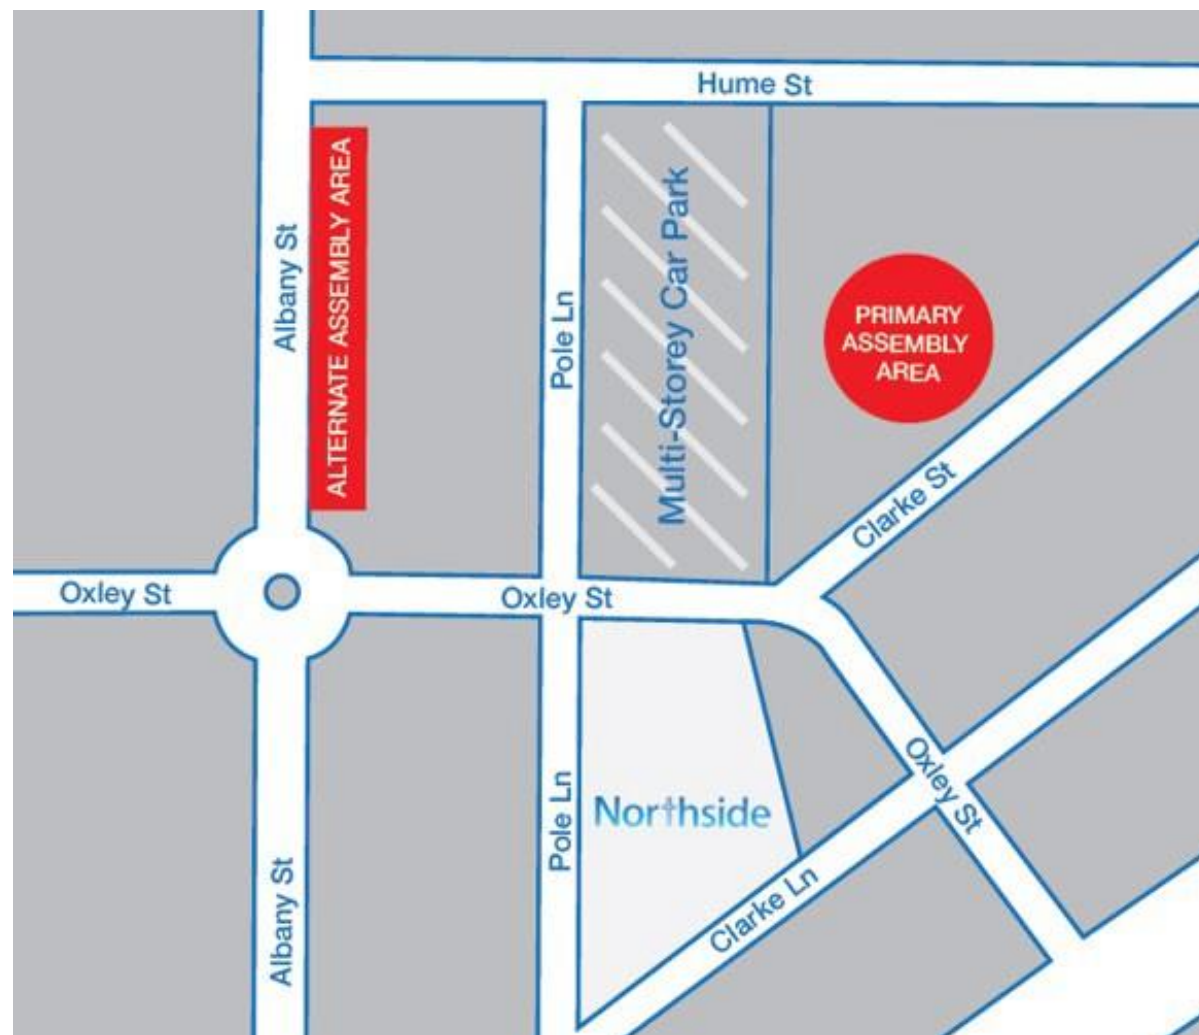 Hume St
ALTERNATE ASSEMBLY AREA
Albany St
Pole Ln
Multi-Storey Car Park
PRIMARY
ASSEMBLY
AREA
Clarke St
Oxley St
Oxley St
Oxley St
Northside
Pole Ln
Clarke Ln
Albany St